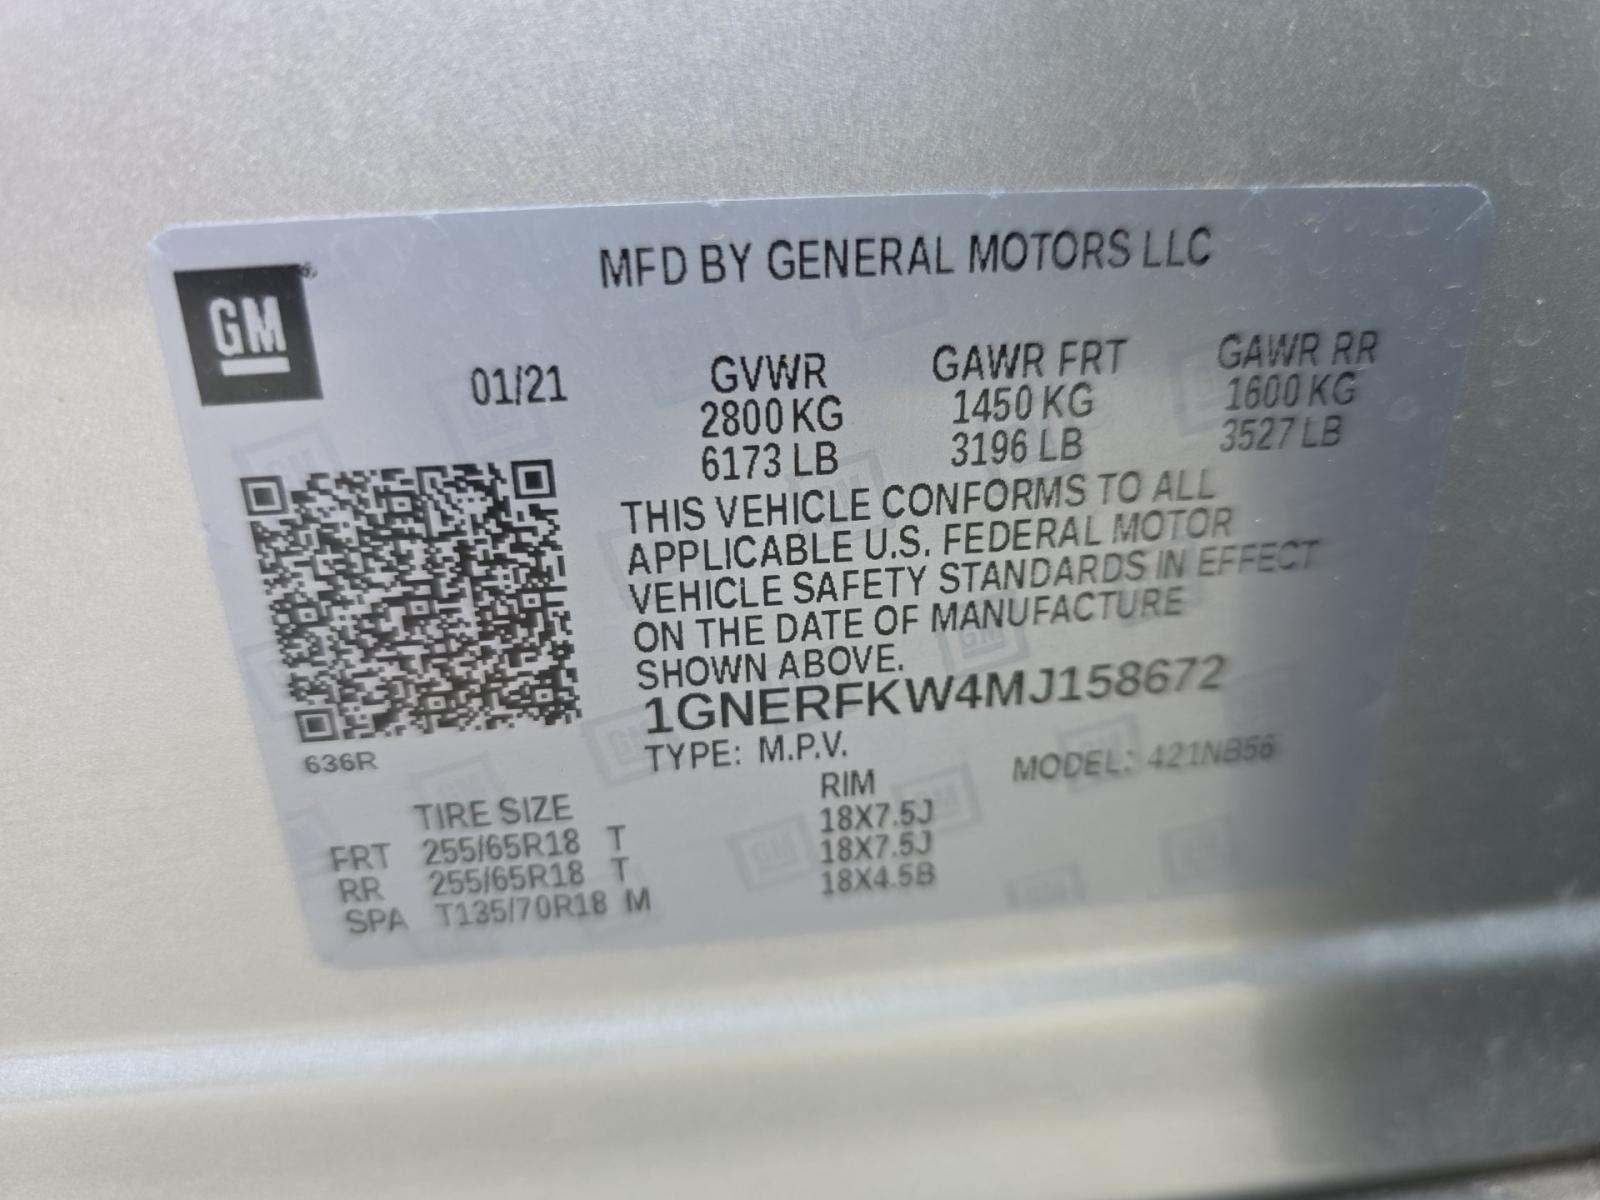 MFD BY GENERAL MOTORS LLC
GM
01/21 GVWR GAWR FRT GAWR RR
2800 KG 1450 KG 1600 KG
6173 LB 3196 LB 3527 LB
THIS VEHICLE CONFORMS TO ALL
APPLICABLE U.S. FEDERAL MOTOR
VEHICLE SAFETY STANDARDS IN EFFECT
ON THE DATE OF MANUFACTURE
SHOWN ABOVE.
1GNERFKW4MJ158672
636R
TYPE: M.P.V. MODEL: 421NB56
TIRE SIZE RIM
FRT 255/65R18 T 18X7.5J
RR 255/65R18 T 18X7.5J
SPA T135/70R18 M 18X4.5B